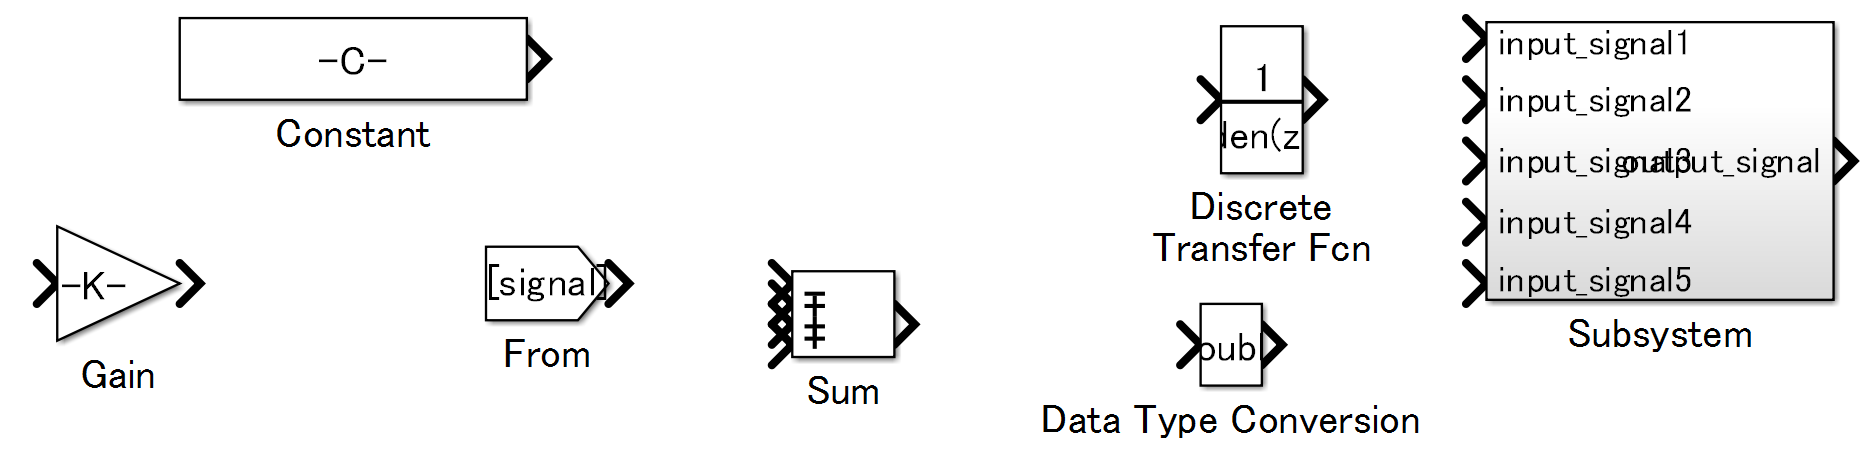 -C-
Constant
-K-
Gain
[signal]
From
Sum
1
den(z
Discrete
Transfer Fcn
oubl
Data Type Conversion
input_signal1
input_signal2
input_signal3
output_signal
input_signal4
input_signal5
Subsystem